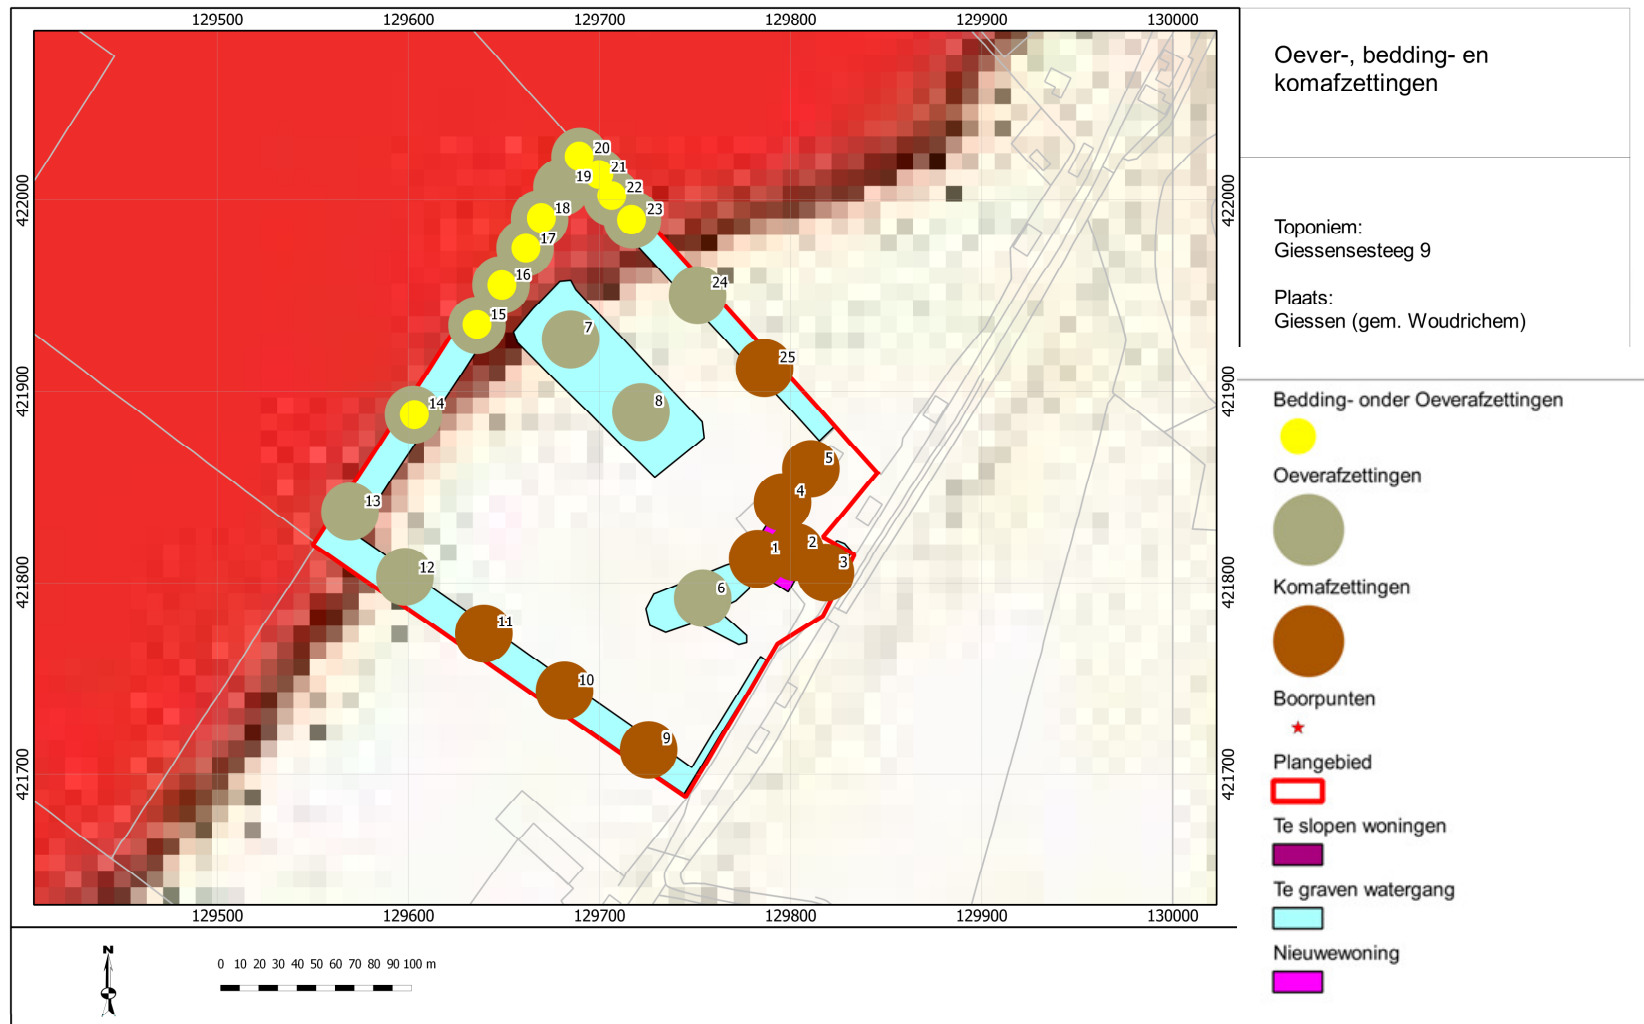 129500 129600 129700 129800 129900 130000
Oever-, bedding- en
komafzettingen
Toponiem:
Giessensesteeg 9
Plaats:
Giessen (gem. Woudrichem)
422000
421900
421800
421700
422000
421900
421800
421700
20
21
19
22
18
23
17
16
24
15
7
25
14
8
5
13
4
2
1
3
12
6
11
10
9
129500 129600 129700 129800 129900 130000
Bedding- onder Oeverafzettingen
Oeverafzettingen
Komafzettingen
Boorpunten
Plangebied
Te slopen woningen
Te graven watergang
Nieuwewoning
N
0 10 20 30 40 50 60 70 80 90 100 m